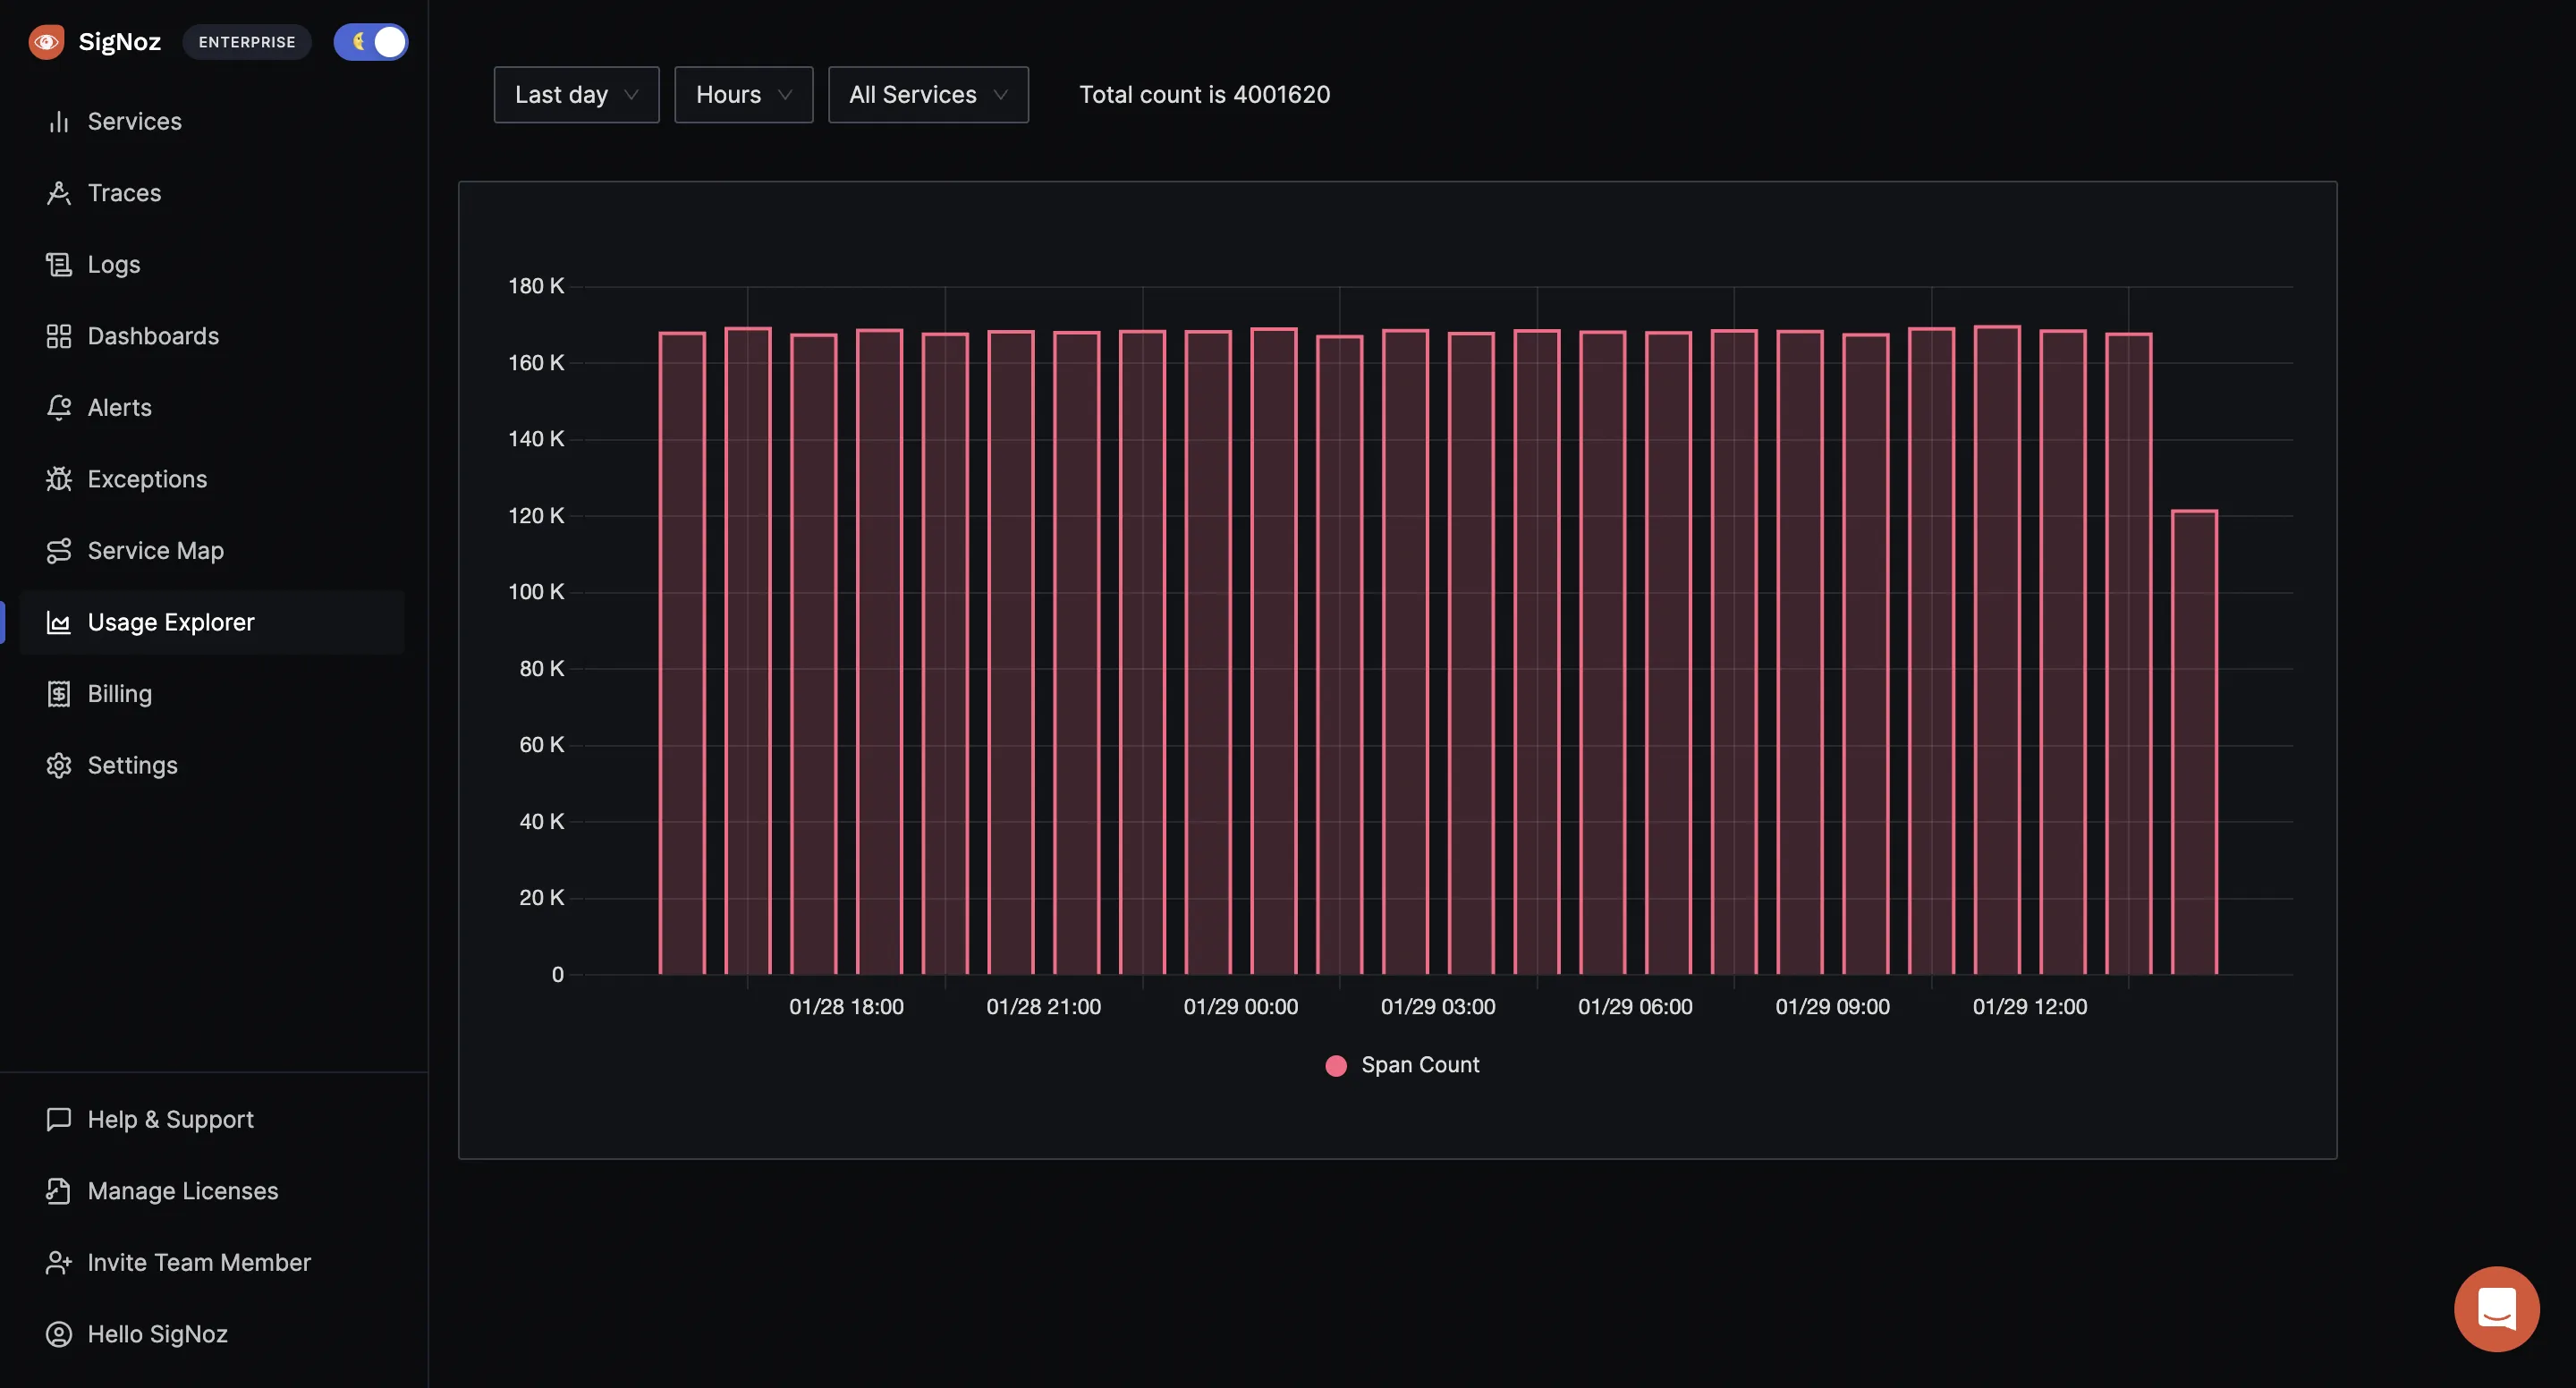 SigNoz ENTERPRISE
Services
Traces
Logs
Dashboards
Alerts
Exceptions
Service Map
Usage Explorer
Billing
Settings
Help & Support
Manage Licenses
Invite Team Member
Hello SigNoz
Last day Hours All Services Total count is 4001620
180 K
160 K
140 K
120 K
100 K
80 K
60 K
40 K
20 K
0
01/28 18:00 01/28 21:00 01/29 00:00 01/29 03:00 01/29 06:00 01/29 09:00 01/29 12:00
Span Count